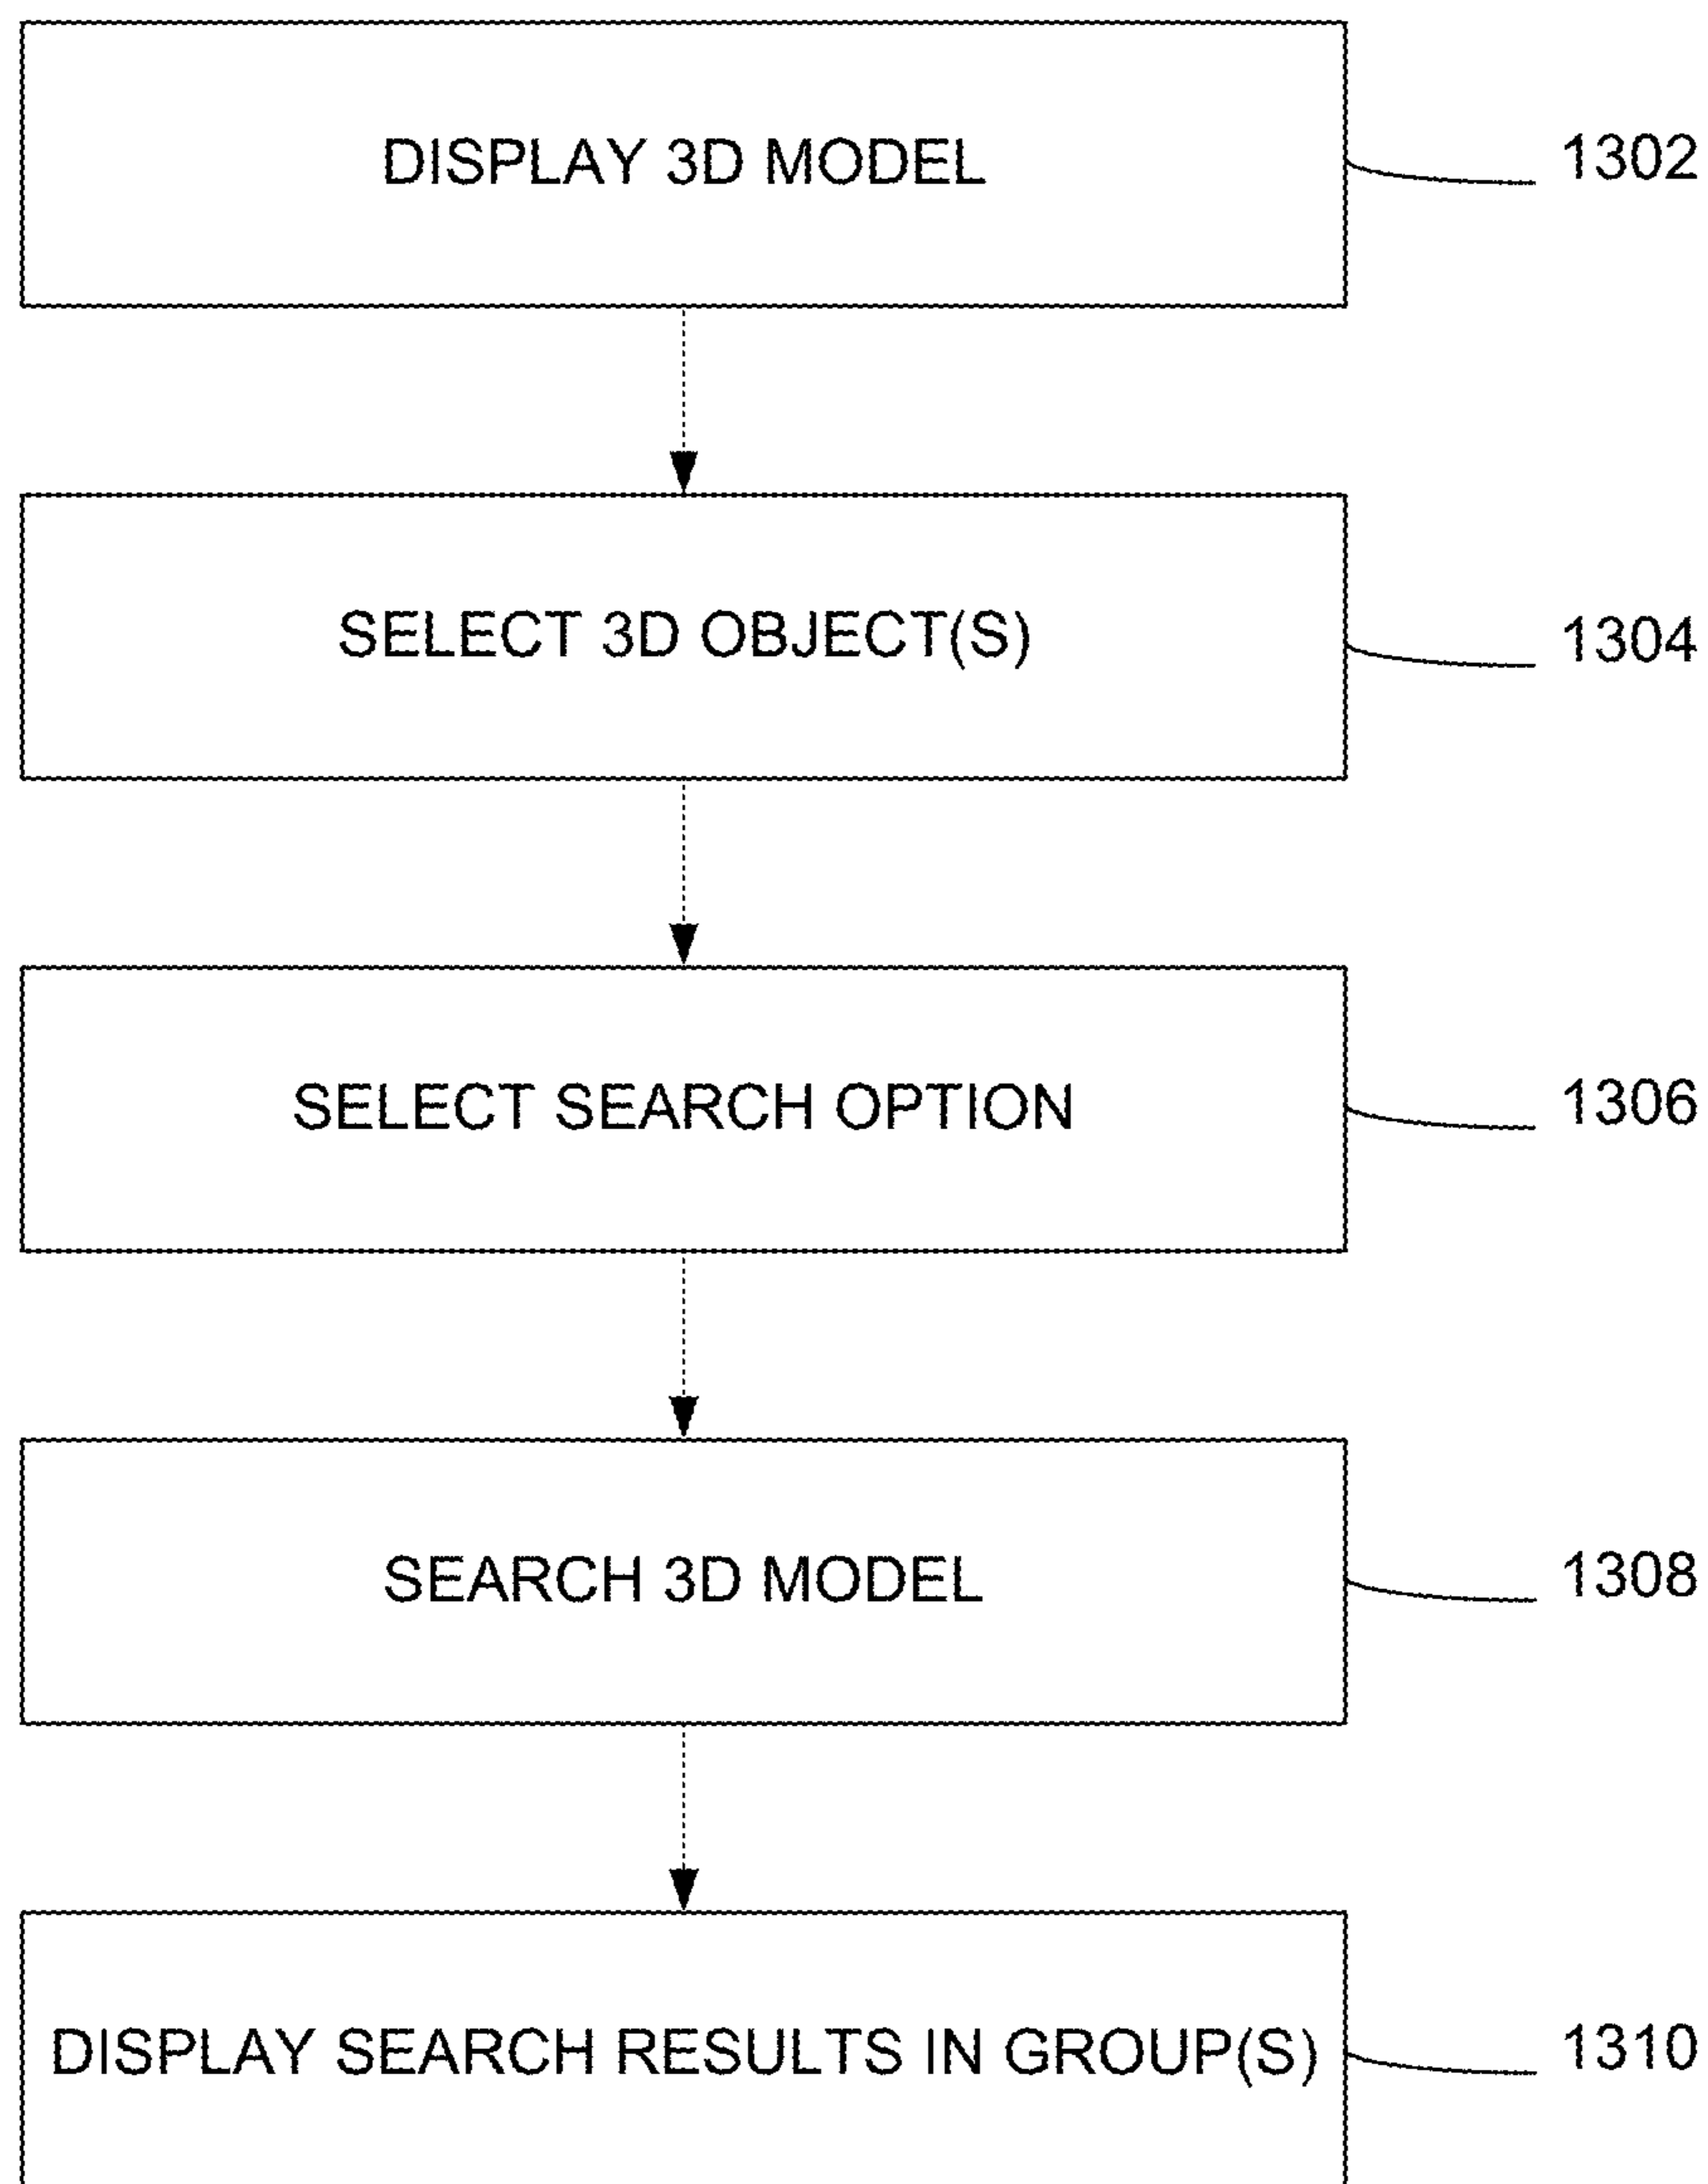 DISPLAY 3D MODEL
1302
SELECT 3D OBJECT(S)
1304
SELECT SEARCH OPTION
1306
SEARCH 3D MODEL
1308
DISPLAY SEARCH RESULTS IN GROUP(S)
1310